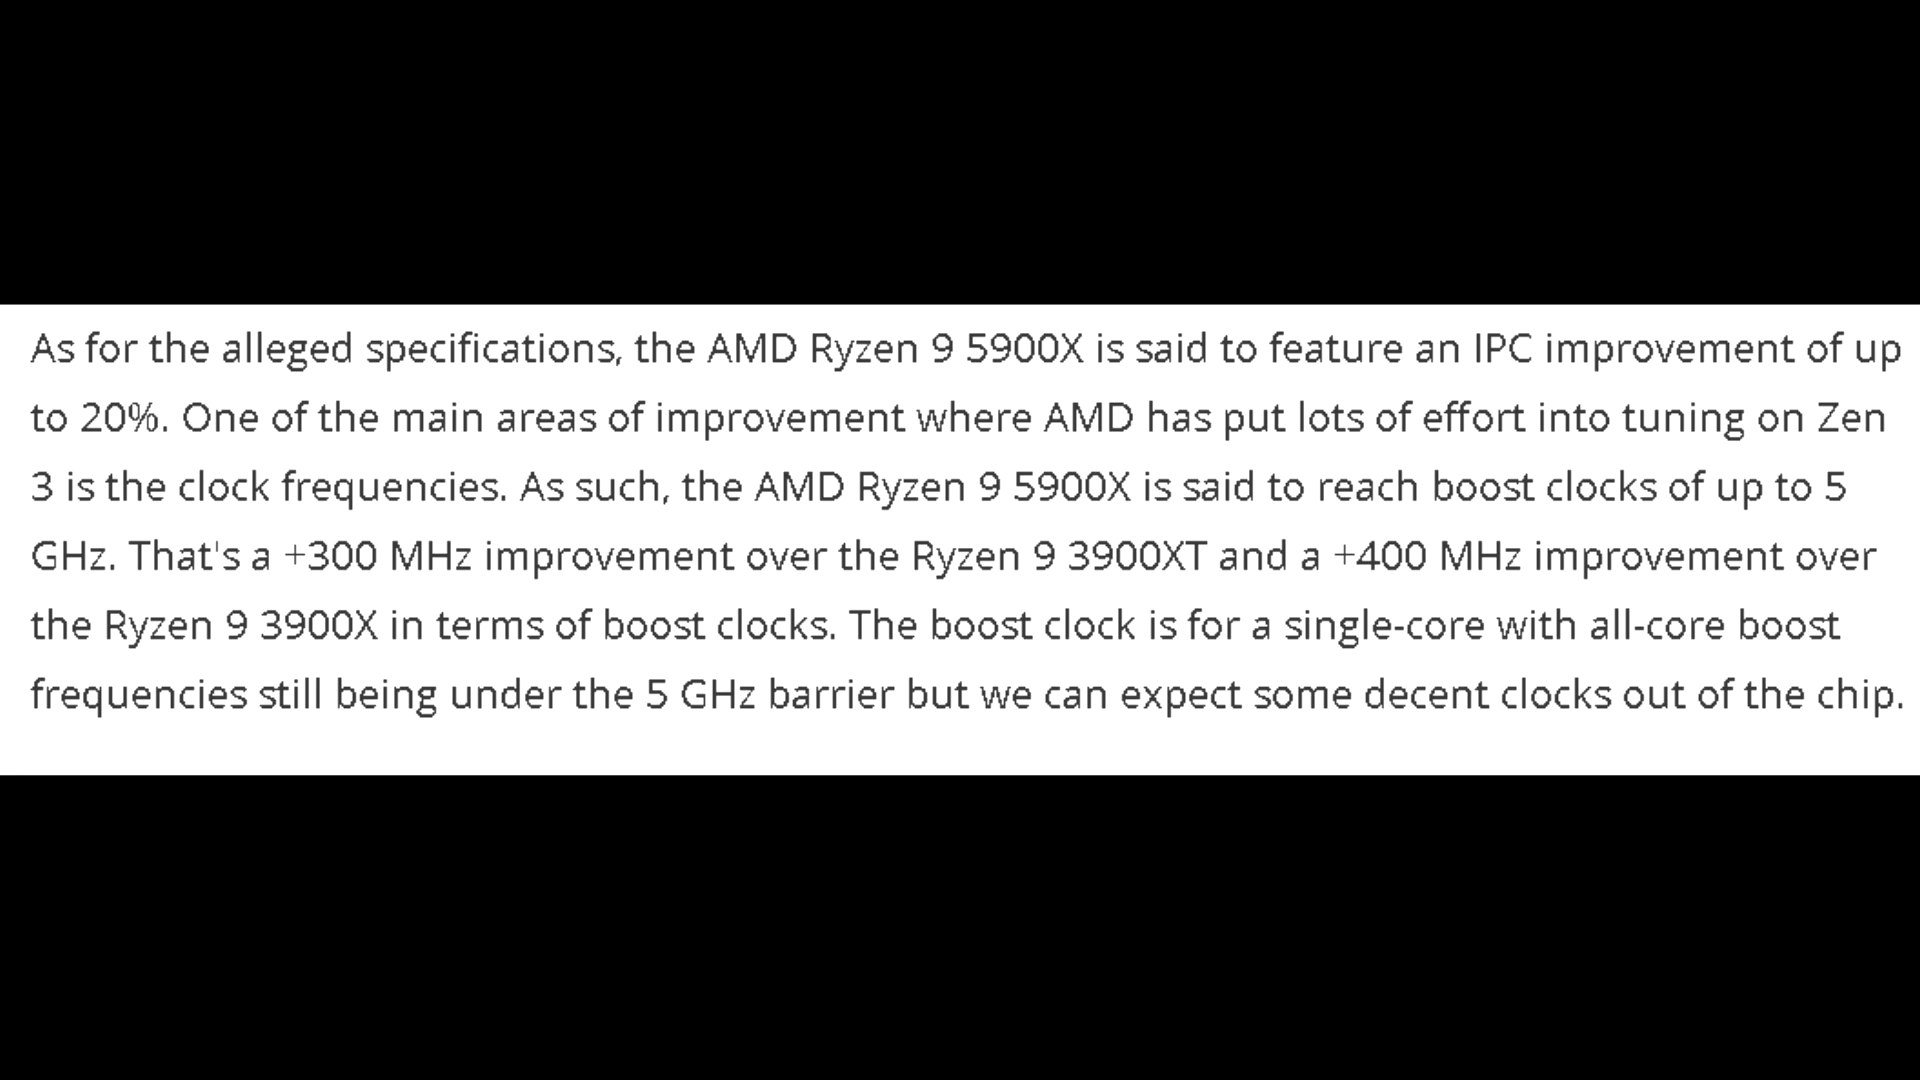 As for the alleged specifications, the AMD Ryzen 9 5900X is said to feature an IPC improvement of up
to 20%. One of the main areas of improvement where AMD has put lots of effort into tuning on Zen
3 is the clock frequencies. As such, the AMD Ryzen 9 5900X is said to reach boost clocks of up to 5
GHz. That's a +300 MHz improvement over the Ryzen 9 3900XT and a +400 MHz improvement over
the Ryzen 9 3900X in terms of boost clocks. The boost clock is for a single-core with all-core boost
frequencies still being under the 5 GHz barrier but we can expect some decent clocks out of the chip.